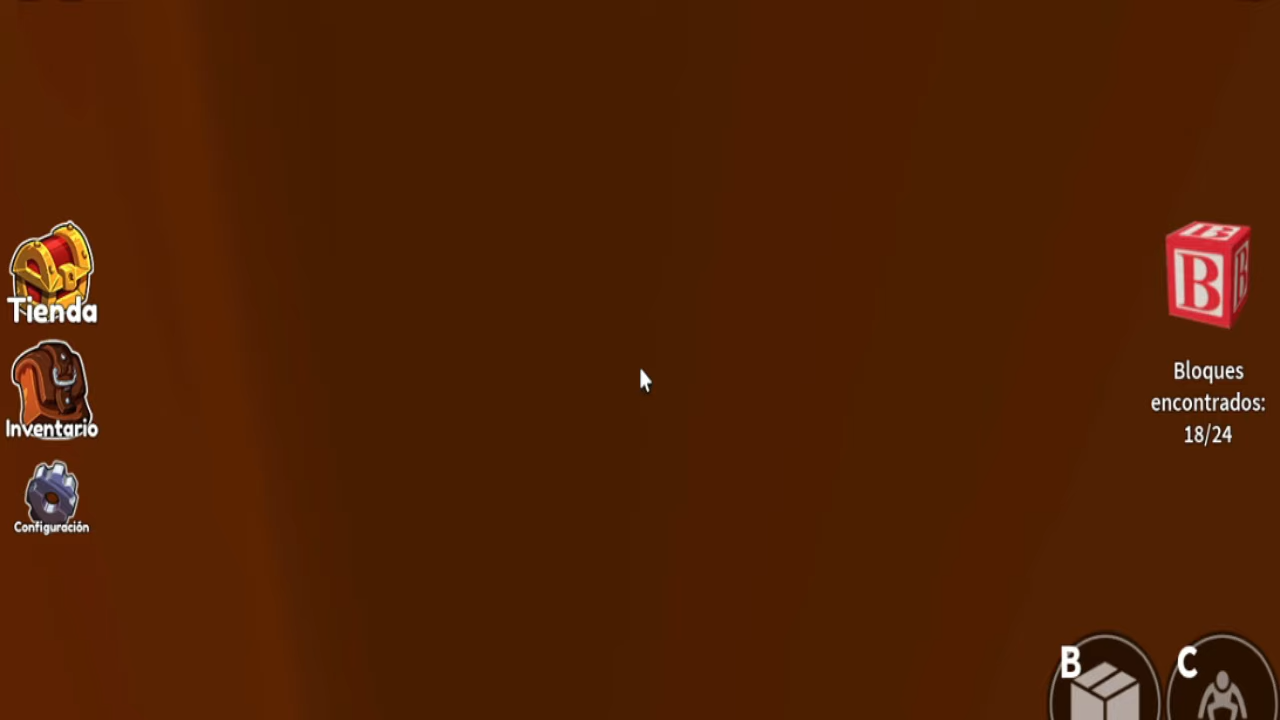 Tienda
Inventario
Configuración
B
B
B
Bloques
encontrados:
18/24
B
C